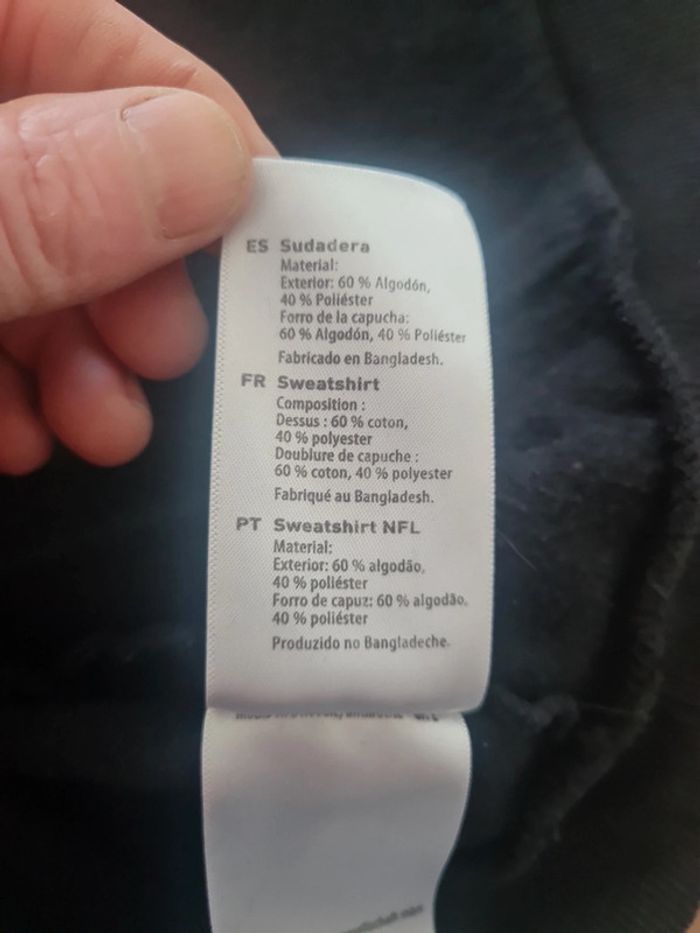 ES Sudadera
Material:
Exterior: 60 % Algodón,
40 % Poliéster
Forro de la capucha:
60 % Algodón, 40 % Poliéster
Fabricado en Bangladesh.
FR Sweatshirt
Composition :
Dessus : 60 % coton,
40 % polyester
Doublure de capuche :
60 % coton, 40 % polyester
Fabriqué au Bangladesh.
PT Sweatshirt NFL
Material:
Exterior: 60 % algodão,
40 % poliéster
Forro de capuz: 60 % algodão,
40 % poliéster
Produzido no Bangladeche.